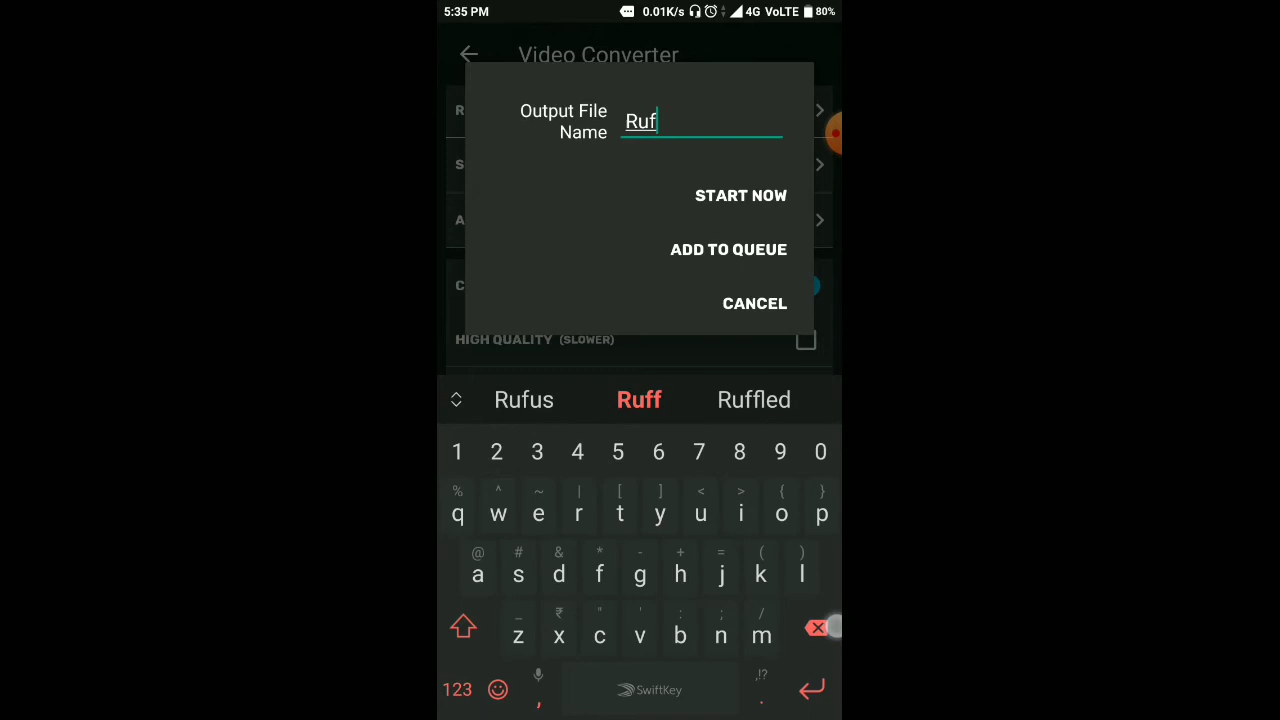 5:35 PM 0.01K/s 4G VoLTE 80%
Video Converter
R
Output File
Name
Ruf
S
START NOW
A
ADD TO QUEUE
C
CANCEL
HIGH QUALITY (SLOWER)
Rufus Ruff Ruffled
1 2 3 4 5 6 7 8 9 0
% ^ ~ | [ ] < > { }
q w e r t y u i o p
@ # & * - + = ( )
a s d f g h j k l
_ ₹ " ' : ; /
z x c v b n m
,!?
123 , SwiftKey .